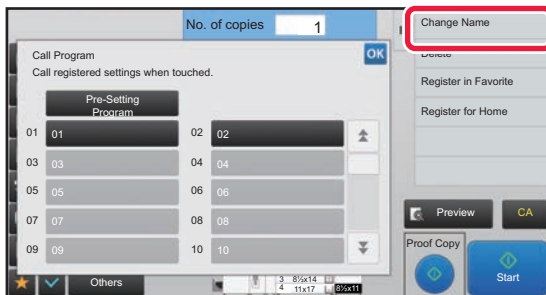 No. of copies 1
Call Program
OK
Call registered settings when touched.
Pre-Setting
Program
01 01
02 02
03 03
04 04
05 05
06 06
07 07
08 08
09 09
10 10
Others
3 8½x14
4 11x17
8½x11
Change Name
Delete
Register in Favorite
Register for Home
Preview
CA
Proof Copy
Start